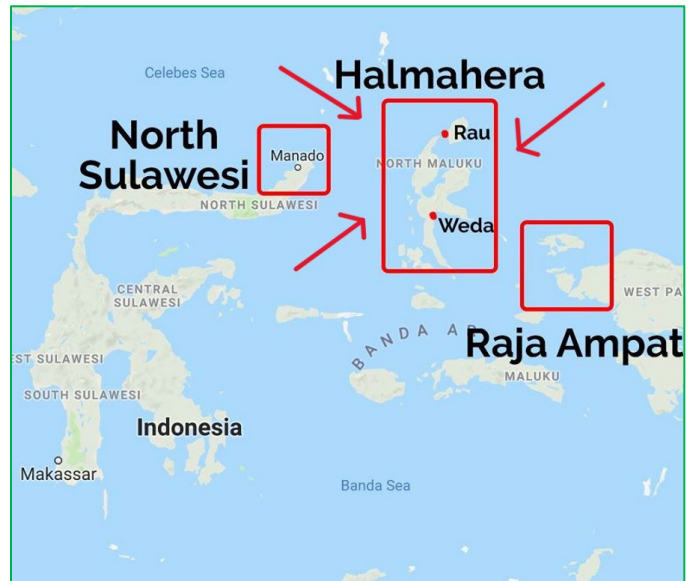 Celebes Sea
Halmahera
North
Sulawesi
Manado
Rau
NORTH MALUKU
NORTH SULAWESI
Weda
CENTRAL
SULAWESI
WEST PA
BANDA AR
Raja Ampat
EST SULAWESI
MALUKU
SOUTH SULAWESI
Indonesia
Makassar
Banda Sea